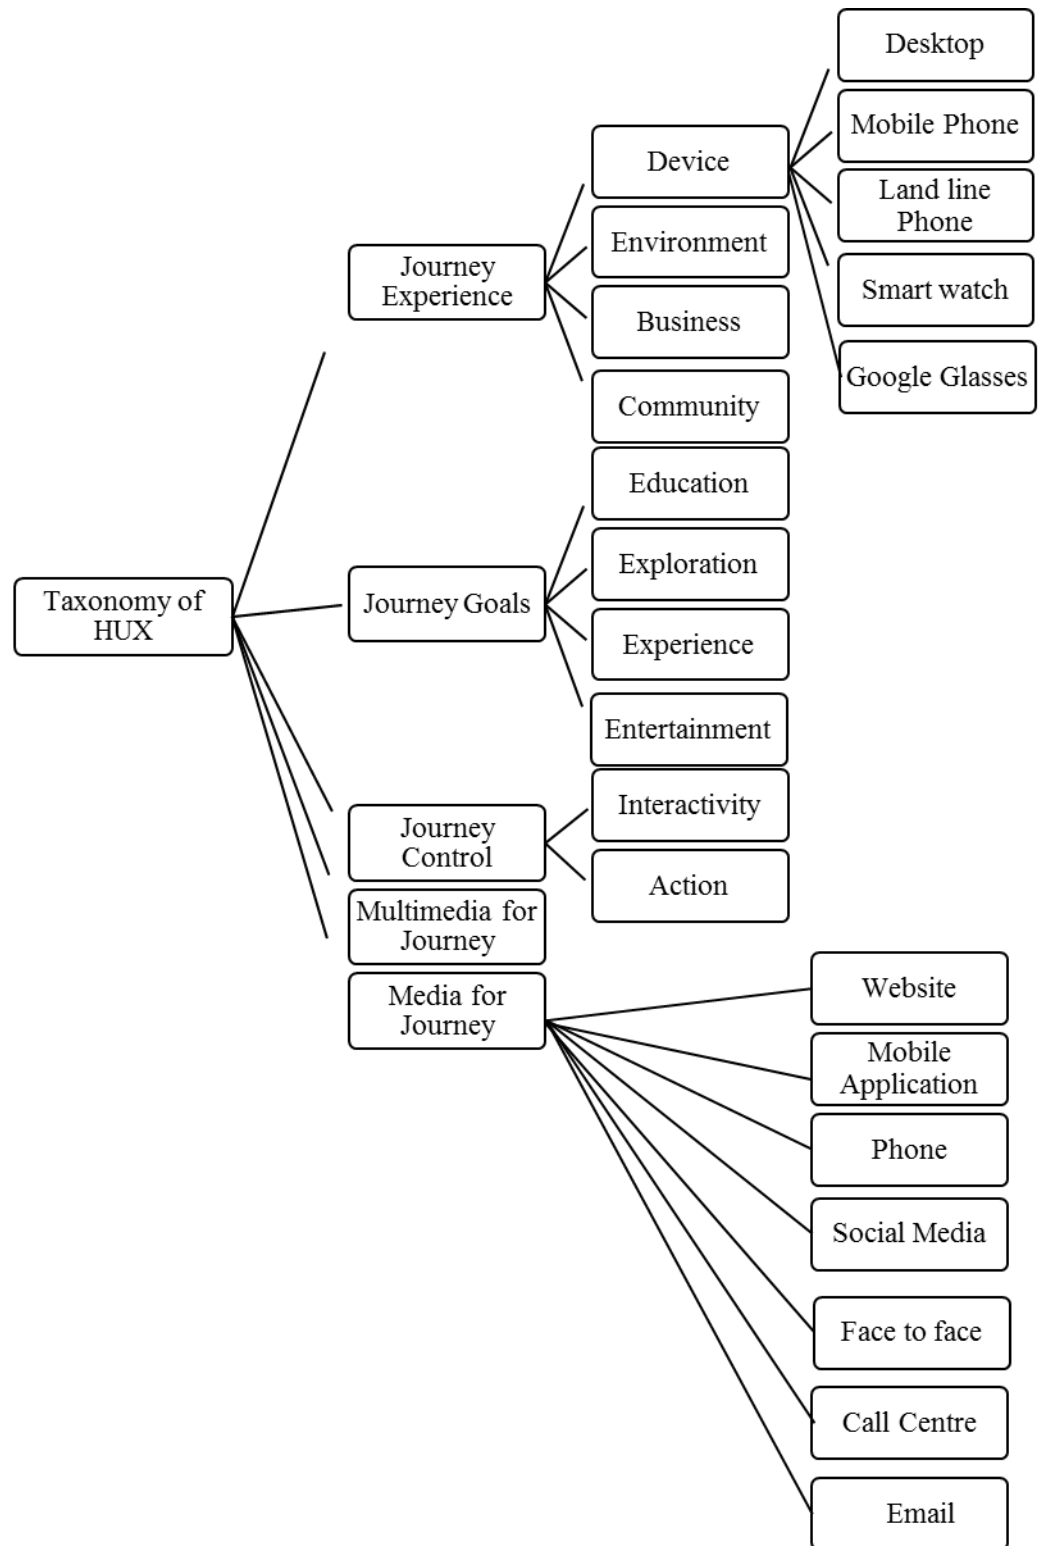 Taxonomy of
HUX
Journey
Experience
Device
Desktop
Mobile Phone
Land line
Phone
Smart watch
Google Glasses
Environment
Business
Community
Journey Goals
Education
Exploration
Experience
Entertainment
Journey
Control
Interactivity
Action
Multimedia for
Journey
Media for
Journey
Website
Mobile
Application
Phone
Social Media
Face to face
Call Centre
Email